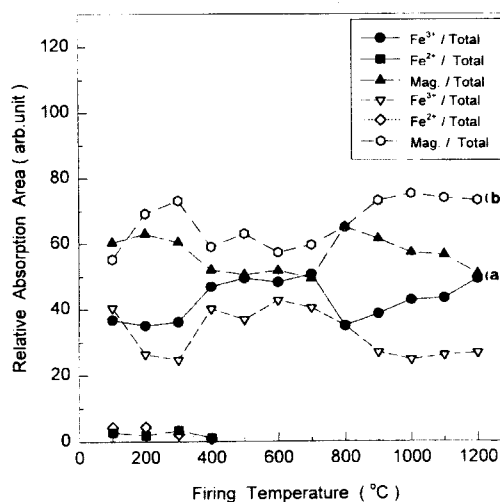 120
100
80
60
40
20
0
Relative Absorption Area ( arb.unit )
Fe³⁺ / Total
Fe²⁺ / Total
Mag. / Total
Fe³⁺ / Total
Fe²⁺ / Total
Mag. / Total
(b
(a
0 200 400 600 800 1000 1200
Firing Temperature ( °C )